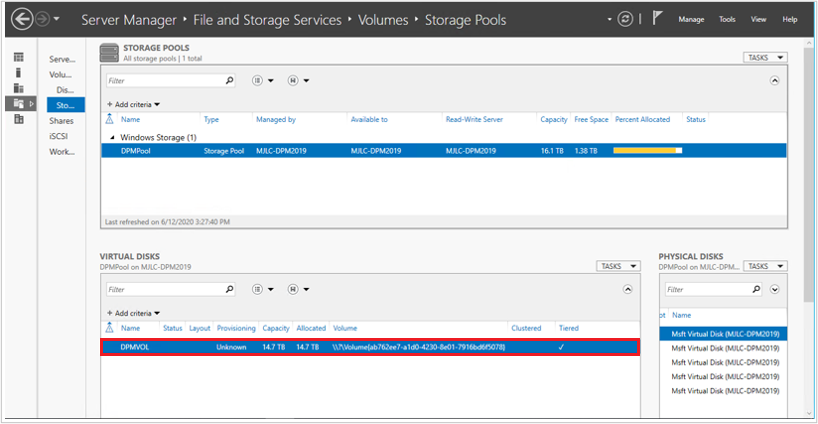 Server Manager ‣ File and Storage Services ‣ Volumes ‣ Storage Pools
Manage Tools View Help
Serve...
Volu...
Dis...
Sto...
Shares
iSCSI
Work...
STORAGE POOLS
All storage pools | 1 total
TASKS
Filter
+ Add criteria
Name Type Managed by Available to Read-Write Server Capacity Free Space Percent Allocated Status
Windows Storage (1)
DPMPool Storage Pool MJLC-DPM2019 MJLC-DPM2019 MJLC-DPM2019 16.1 TB 1.38 TB
Last refreshed on 6/12/2020 3:27:40 PM
VIRTUAL DISKS
DPMPool on MJLC-DPM2019
TASKS
Filter
+ Add criteria
Name Status Layout Provisioning Capacity Allocated Volume Clustered Tiered
DPMVOL Unknown 14.7 TB 14.7 TB \\?\Volume{ab762ee7-a1d0-4230-8e01-7916bd6f5078} ✓
PHYSICAL DISKS
DPMPool on MJLC-DPM...
TASKS
Filter
ot Name
Msft Virtual Disk (MJLC-DPM2019)
Msft Virtual Disk (MJLC-DPM2019)
Msft Virtual Disk (MJLC-DPM2019)
Msft Virtual Disk (MJLC-DPM2019)
Msft Virtual Disk (MJLC-DPM2019)